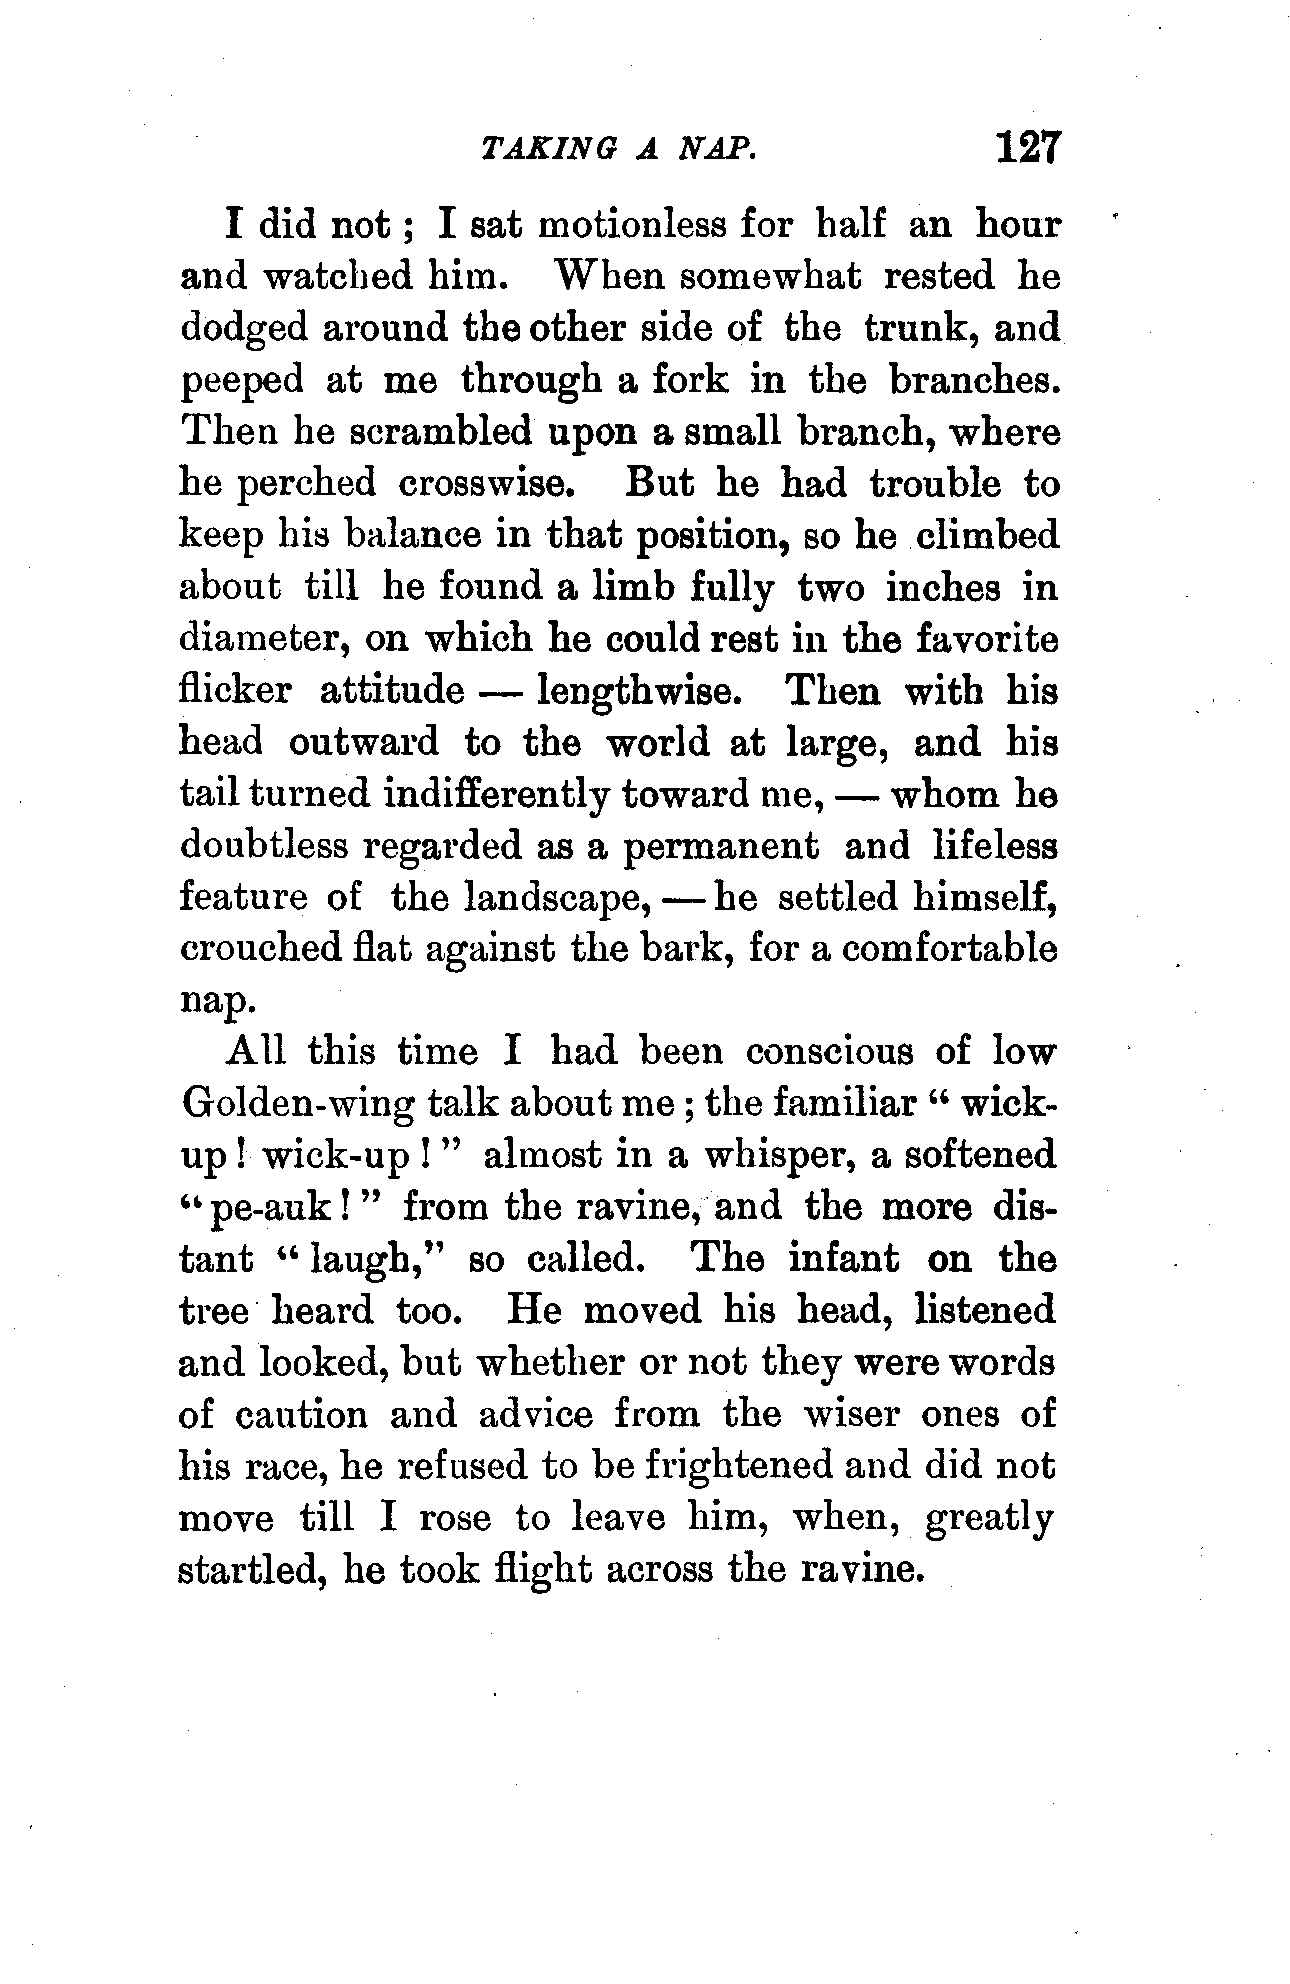 TAKING A NAP. 127
I did not ; I sat motionless for half an hour
and watched him. When somewhat rested he
dodged around the other side of the trunk, and
peeped at me through a fork in the branches.
Then he scrambled upon a small branch, where
he perched crosswise. But he had trouble to
keep his balance in that position, so he climbed
about till he found a limb fully two inches in
diameter, on which he could rest in the favorite
flicker attitude — lengthwise. Then with his
head outward to the world at large, and his
tail turned indifferently toward me, — whom he
doubtless regarded as a permanent and lifeless
feature of the landscape, — he settled himself,
crouched flat against the bark, for a comfortable
nap.
All this time I had been conscious of low
Golden-wing talk about me ; the familiar “ wick-
up ! wick-up ! ” almost in a whisper, a softened
“ pe-auk ! ” from the ravine, and the more dis-
tant “ laugh,” so called. The infant on the
tree heard too. He moved his head, listened
and looked, but whether or not they were words
of caution and advice from the wiser ones of
his race, he refused to be frightened and did not
move till I rose to leave him, when, greatly
startled, he took flight across the ravine.